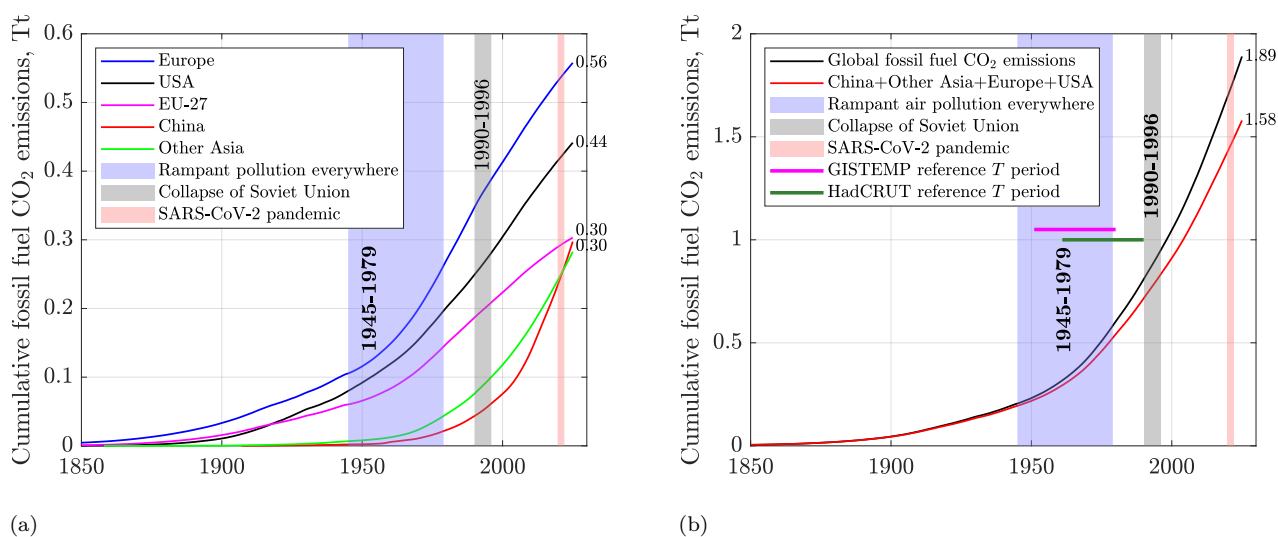 Cumulative fossil fuel CO₂ emissions, Tt
0.6
0.5
0.4
0.3
0.2
0.1
0
1850
1900
1950
2000
Europe
USA
EU-27
China
Other Asia
Rampant pollution everywhere
Collapse of Soviet Union
SARS-CoV-2 pandemic
1945-1979
1990-1996
0.56
0.44
0.30
0.30
(a)
Cumulative fossil fuel CO₂ emissions, Tt
2
1.5
1
0.5
0
1850
1900
1950
2000
Global fossil fuel CO₂ emissions
China+Other Asia+Europe+USA
Rampant air pollution everywhere
Collapse of Soviet Union
SARS-CoV-2 pandemic
GISTEMP reference T period
HadCRUT reference T period
1945-1979
1990-1996
1.89
1.58
(b)